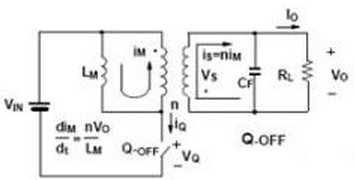 IO
iM
iS=niM
+
LM
VS
CF
RL
VO
VIN
n
iQ
−
diM/dt = nVO/LM
Q-OFF
+
VQ
−
Q-OFF